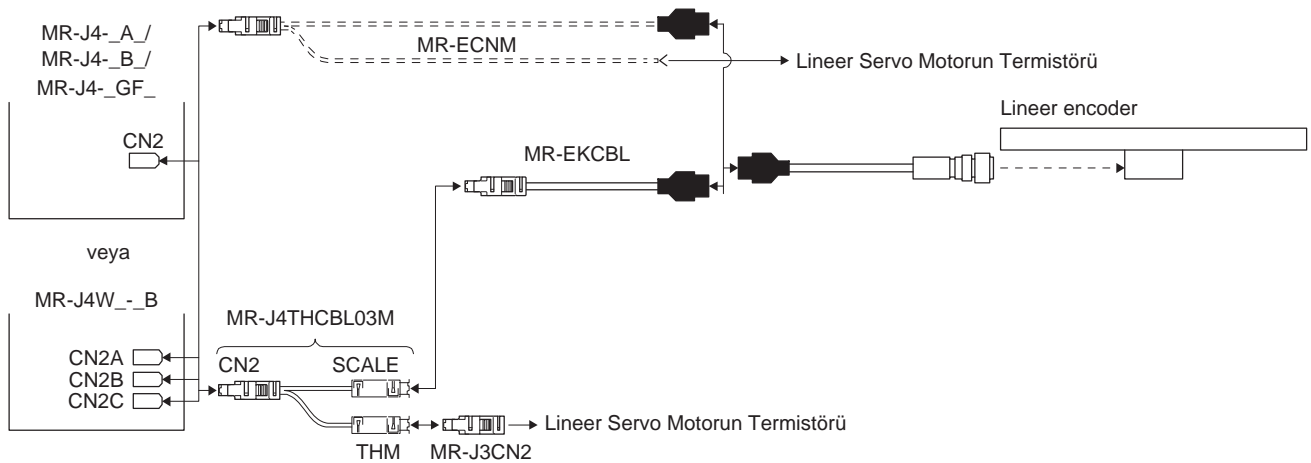 MR-J4-_A_/
MR-J4-_B_/
MR-J4-_GF_
CN2
MR-ECNM
Lineer Servo Motorun Termistörü
Lineer encoder
MR-EKCBL
veya
MR-J4W_-_B
CN2A
CN2B
CN2C
MR-J4THCBL03M
CN2
SCALE
THM
MR-J3CN2
Lineer Servo Motorun Termistörü